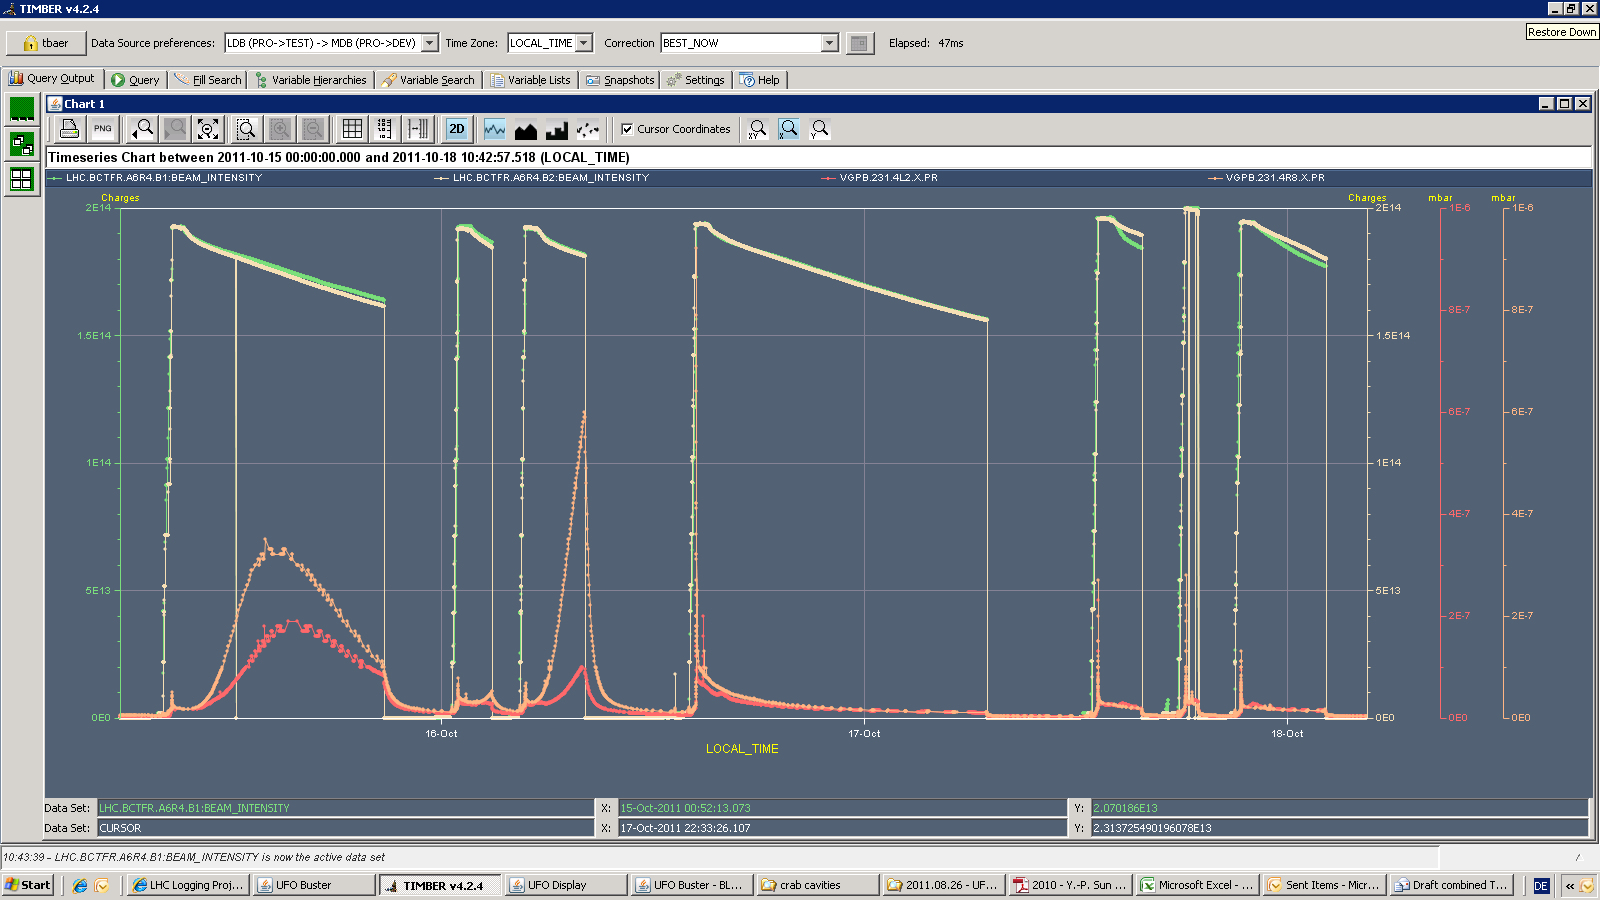 TIMBER v4.2.4
Restore Down
tbaer Data Source preferences: LDB (PRO->TEST) -> MDB (PRO->DEV) Time Zone: LOCAL_TIME Correction BEST_NOW Elapsed: 47ms
Query Output Query Fill Search Variable Hierarchies Variable Search Variable Lists Snapshots Settings Help
Chart 1
PNG 2D Cursor Coordinates XY X Y
Timeseries Chart between 2011-10-15 00:00:00.000 and 2011-10-18 10:42:57.518 (LOCAL_TIME)
LHC.BCTFR.A6R4.B1:BEAM_INTENSITY LHC.BCTFR.A6R4.B2:BEAM_INTENSITY VGPB.231.4L2.X.PR VGPB.231.4R8.X.PR
Charges Charges mbar mbar
2E14 2E14 1E-6 1E-6
8E-7 8E-7
1.5E14 1.5E14
6E-7 6E-7
1E14 1E14
4E-7 4E-7
5E13 5E13
2E-7 2E-7
0E0 0E0 0E0 0E0
16-Oct 17-Oct 18-Oct
LOCAL_TIME
Data Set: LHC.BCTFR.A6R4.B1:BEAM_INTENSITY X: 15-Oct-2011 00:52:13.073 Y: 2.070186E13
Data Set: CURSOR X: 17-Oct-2011 22:33:26.107 Y: 2.313725490196078E13
10:43:39 - LHC.BCTFR.A6R4.B1:BEAM_INTENSITY is now the active data set /
Start LHC Logging Proj... UFO Buster TIMBER v4.2.4 UFO Display UFO Buster - BL... crab cavities 2011.08.26 - UF... 2010 - Y.-P. Sun ... Microsoft Excel - ... Sent Items - Micr... Draft combined T... DE «